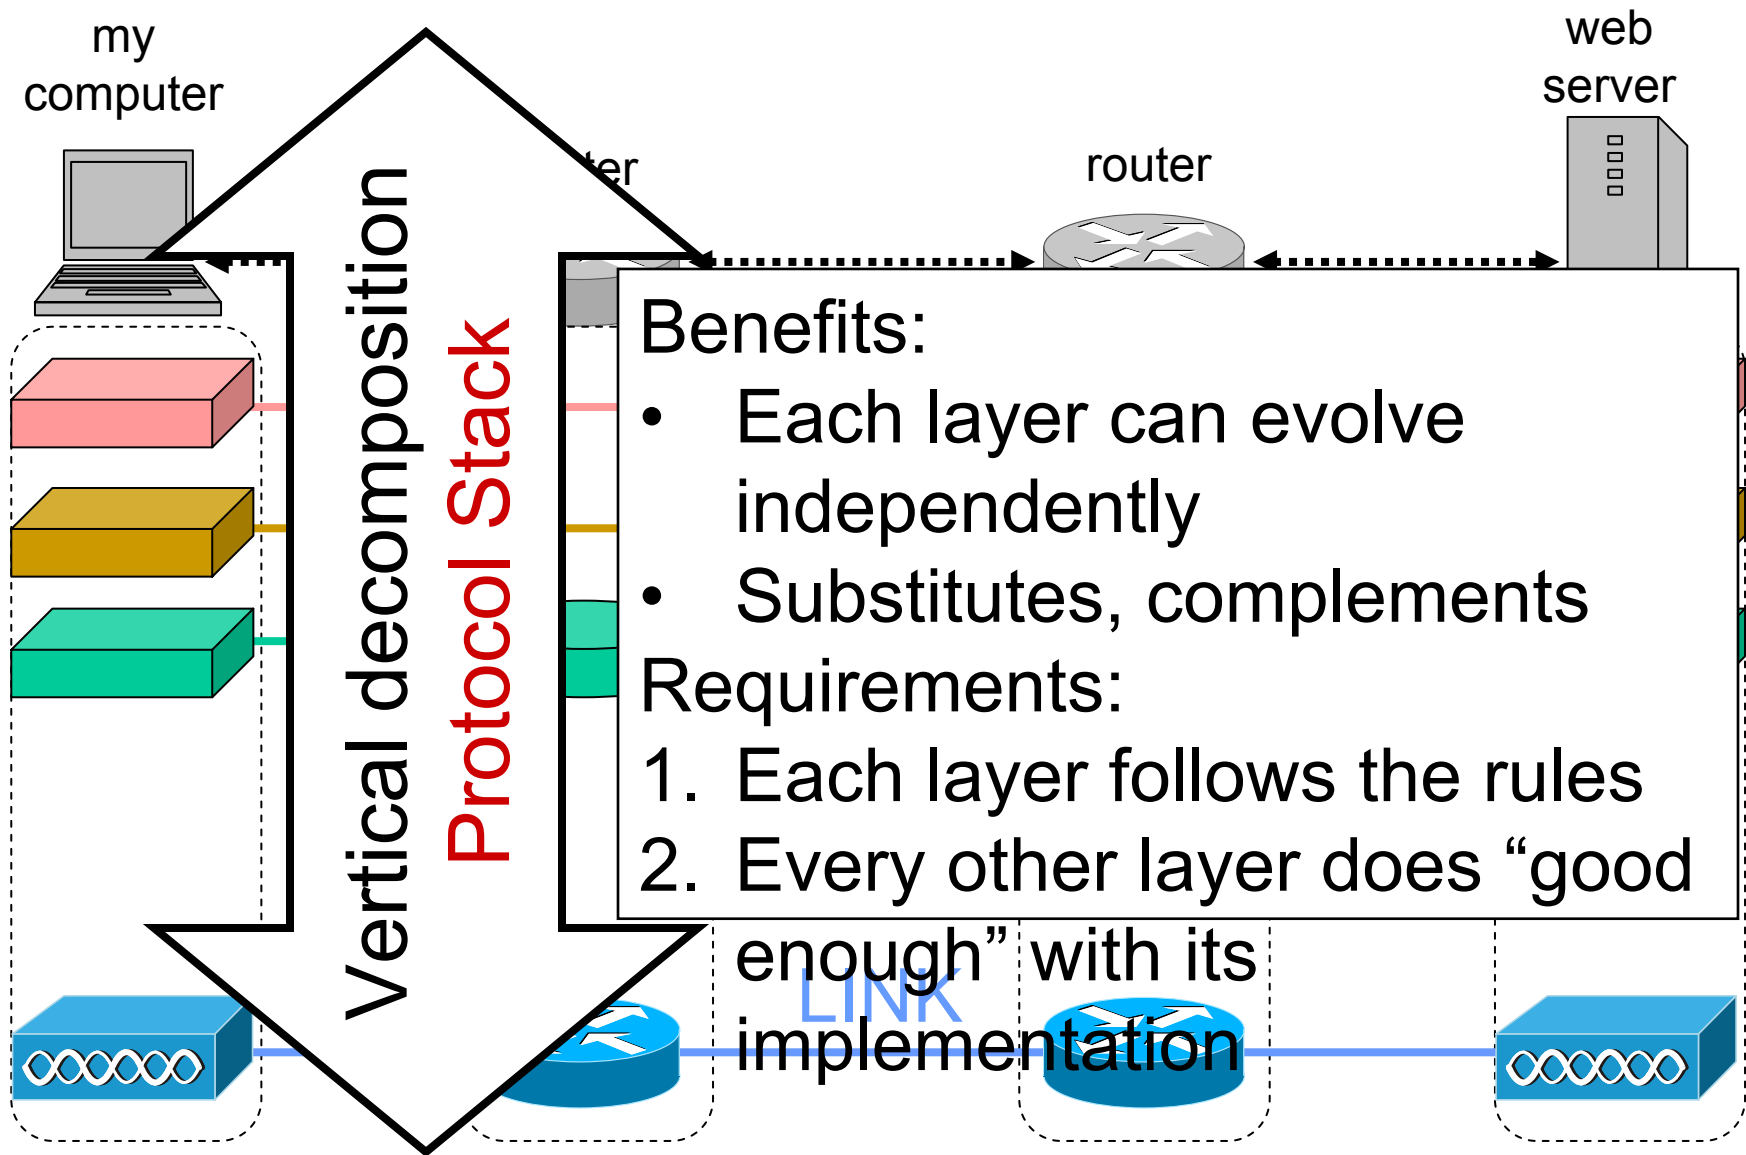 my
computer
web
server
router
Vertical decomposition
Protocol Stack
Benefits:
• Each layer can evolve
independently
• Substitutes, complements
Requirements:
1. Each layer follows the rules
2. Every other layer does “good
enough” with its
implementation
LINK